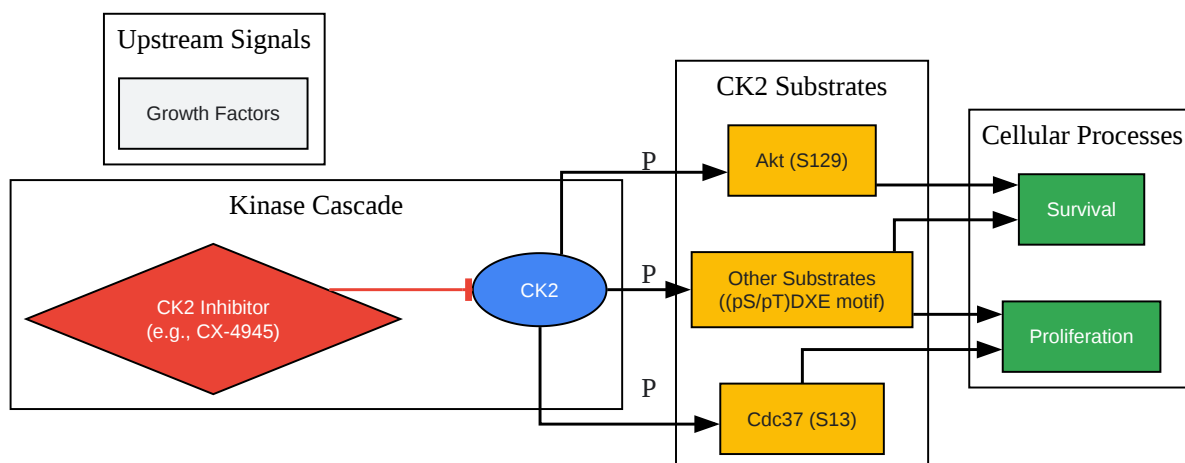 Upstream Signals
Growth Factors
Kinase Cascade
CK2 Inhibitor
(e.g., CX-4945)
CK2
P
P
P
CK2 Substrates
Akt (S129)
Other Substrates
((pS/pT)DXE motif)
Cdc37 (S13)
Cellular Processes
Survival
Proliferation